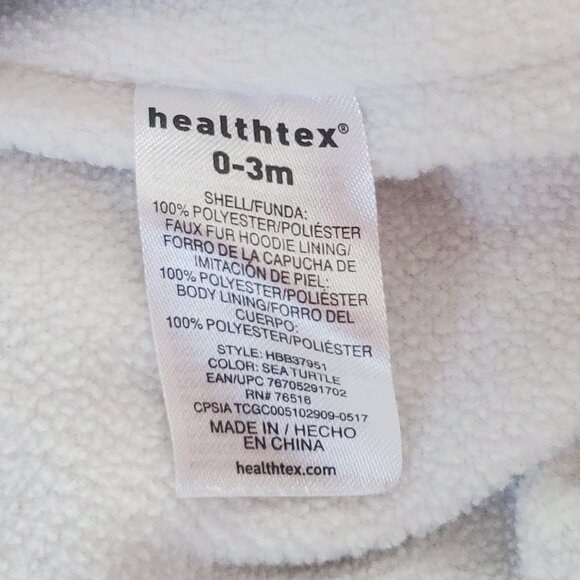 healthtex®
0-3m
SHELL/FUNDA:
100% POLYESTER/POLIÉSTER
FAUX FUR HOODIE LINING/
FORRO DE LA CAPUCHA DE
IMITACIÓN DE PIEL:
100% POLYESTER/POLIÉSTER
BODY LINING/FORRO DEL
CUERPO:
100% POLYESTER/POLIÉSTER
STYLE: HBB37951
COLOR: SEA TURTLE
EAN/UPC 76705291702
RN# 76516
CPSIA TCGC005102909-0517
MADE IN / HECHO
EN CHINA
healthtex.com